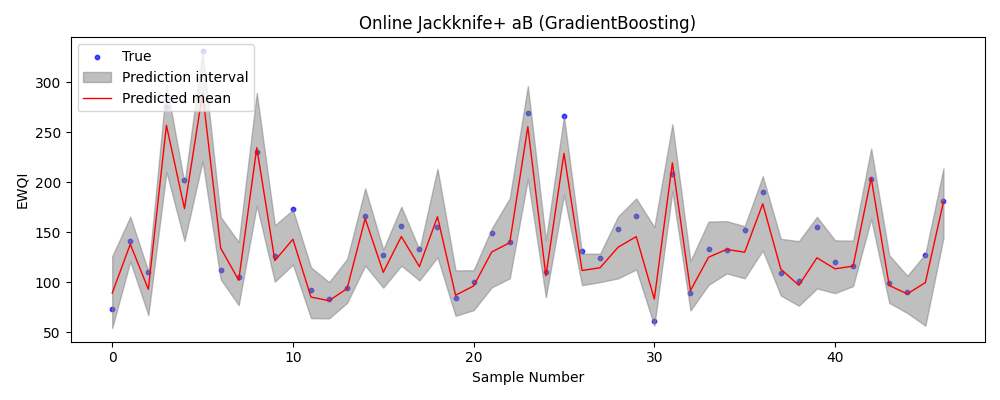 Online Jackknife+ aB (GradientBoosting)
True
Prediction interval
Predicted mean
EWQI
300
250
200
150
100
50
0
10
20
30
40
Sample Number